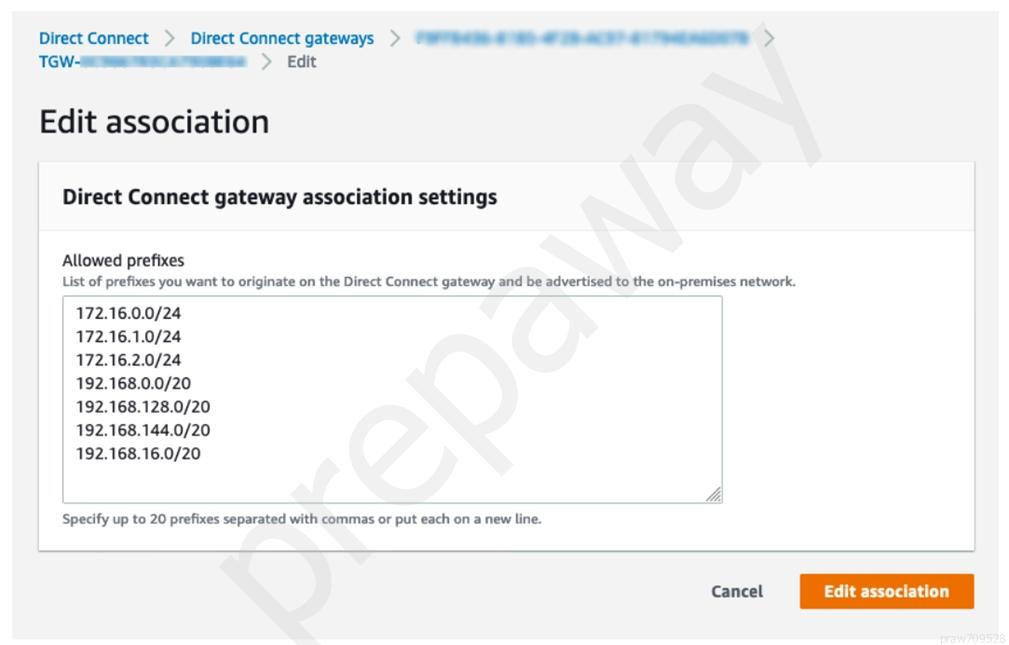 Direct Connect > Direct Connect gateways > >
TGW- > Edit
Edit association
Direct Connect gateway association settings
Allowed prefixes
List of prefixes you want to originate on the Direct Connect gateway and be advertised to the on-premises network.
172.16.0.0/24
172.16.1.0/24
172.16.2.0/24
192.168.0.0/20
192.168.128.0/20
192.168.144.0/20
192.168.16.0/20
Specify up to 20 prefixes separated with commas or put each on a new line.
Cancel Edit association
prepaway
praw709528